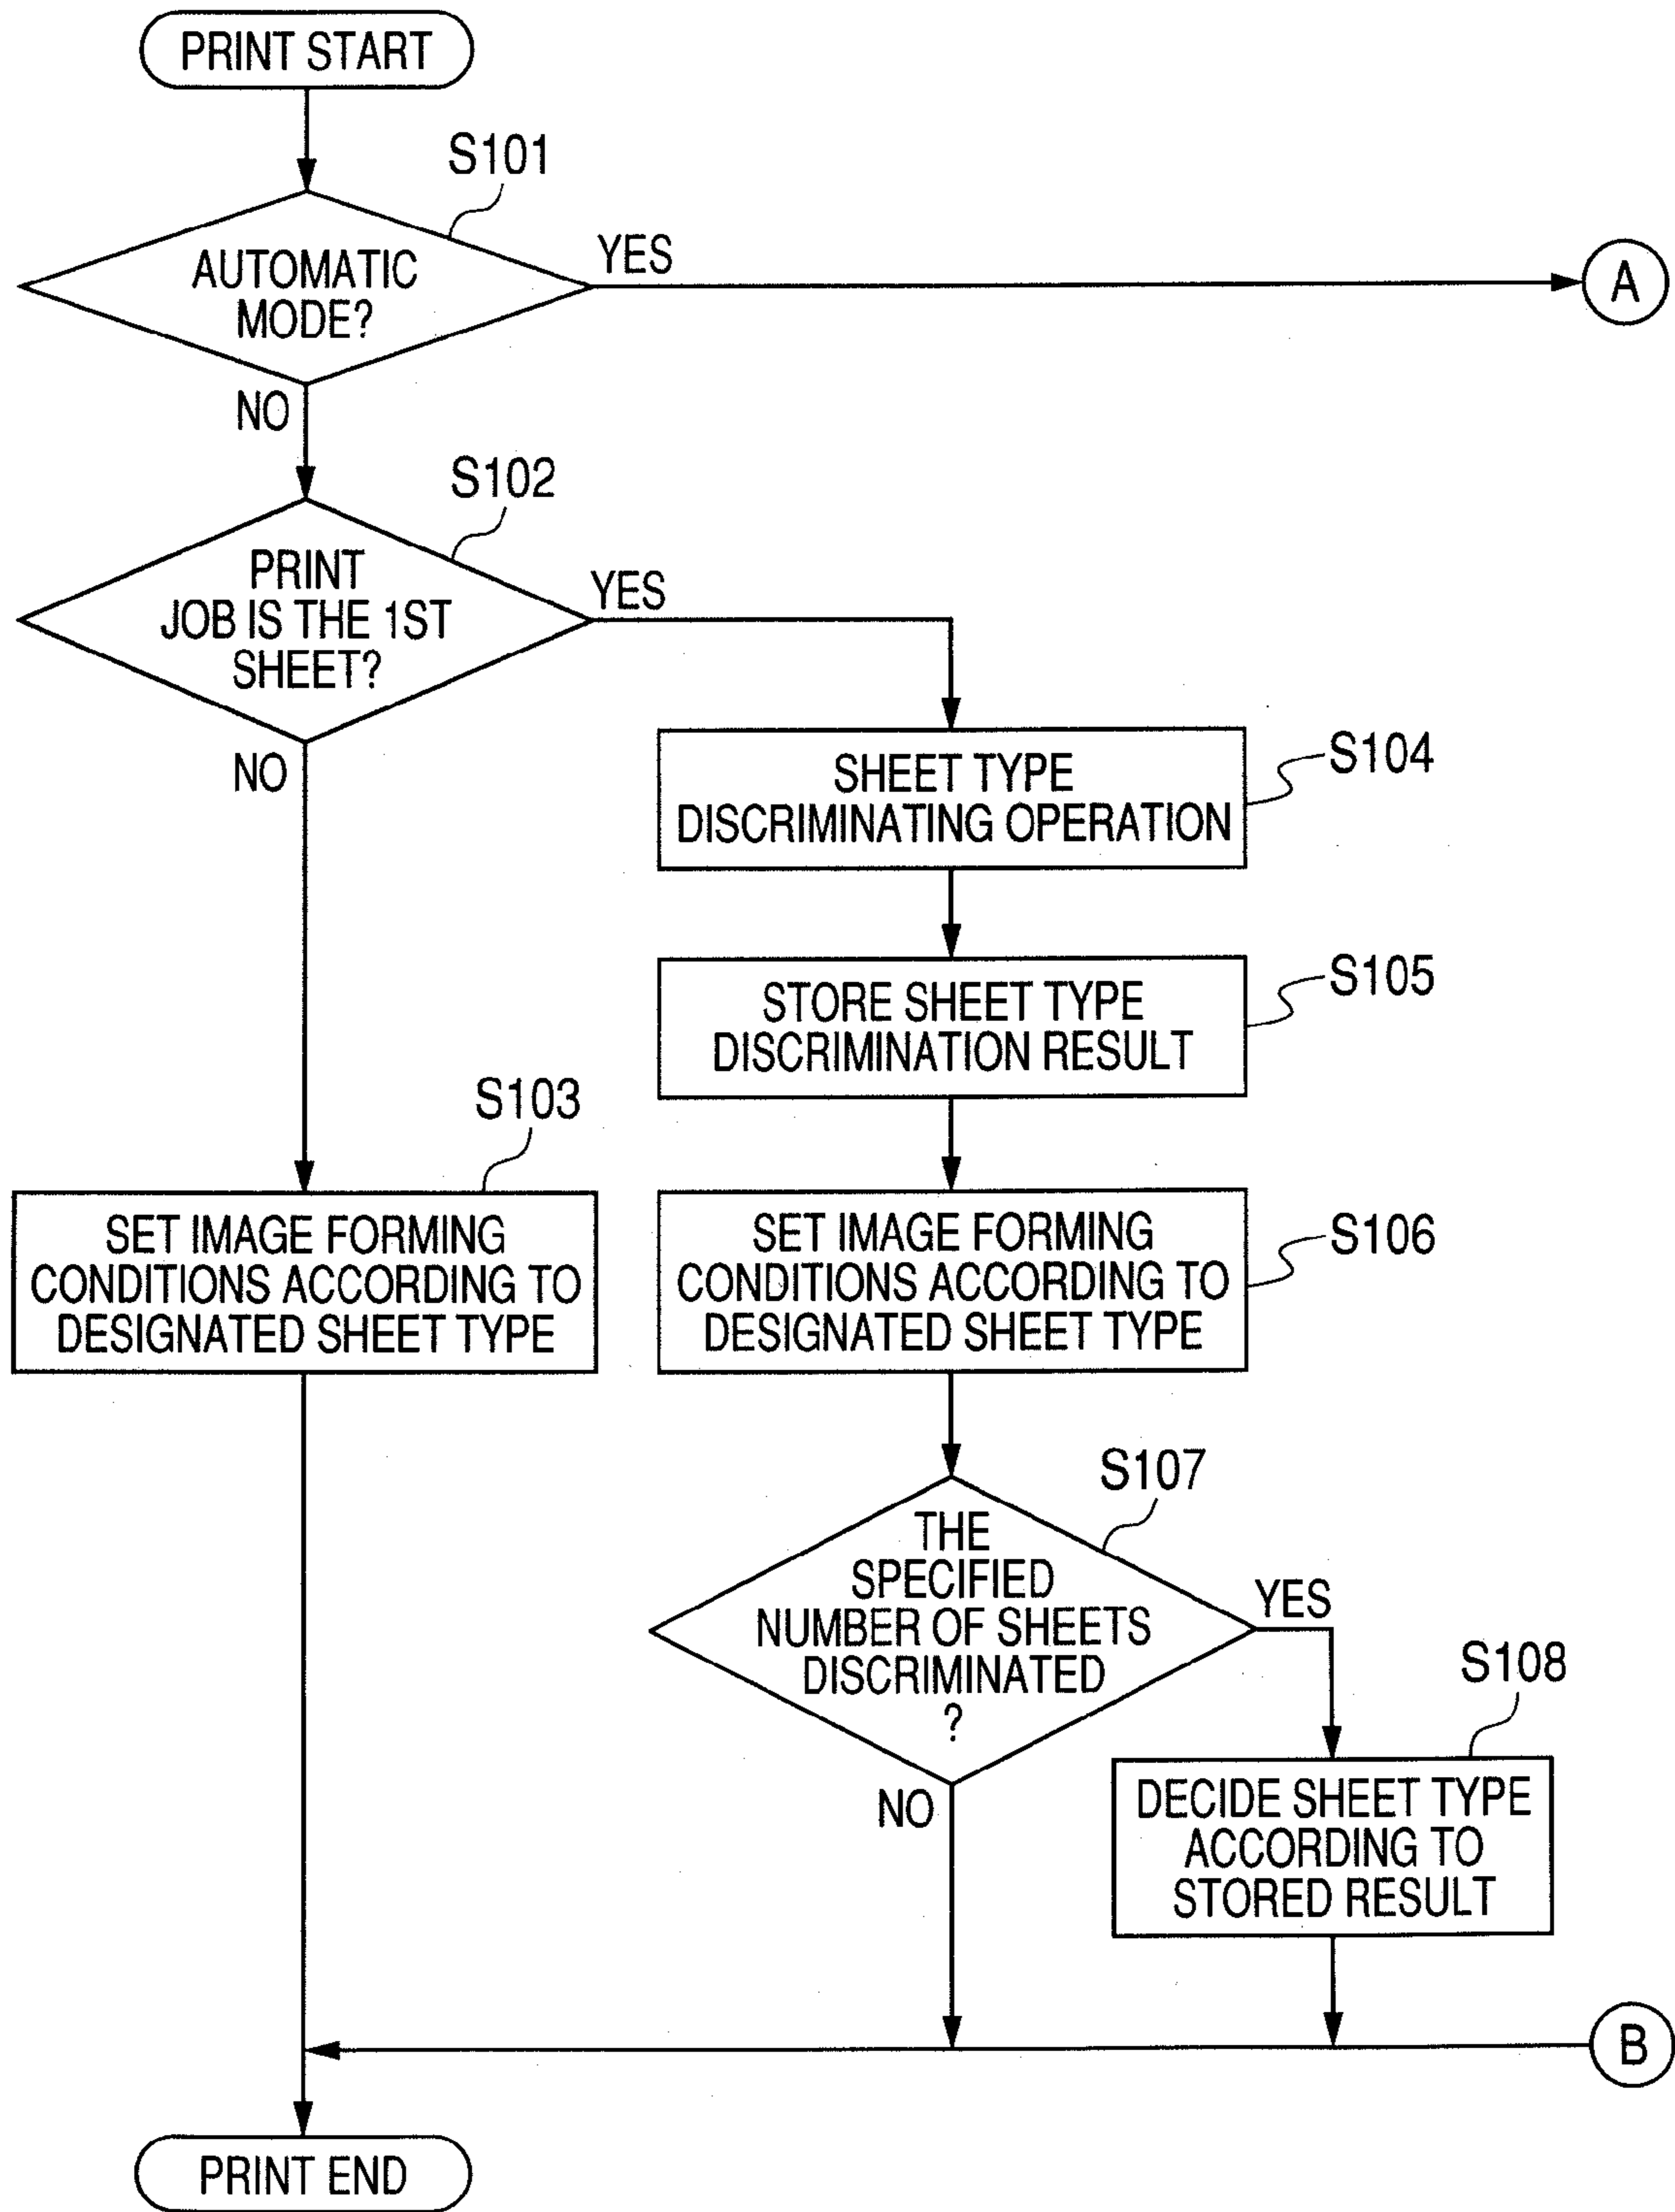 PRINT START
S101
AUTOMATIC
MODE?
YES
A
NO
S102
PRINT
JOB IS THE 1ST
SHEET?
YES
NO
SHEET TYPE
DISCRIMINATING OPERATION
S104
STORE SHEET TYPE
DISCRIMINATION RESULT
S105
S103
SET IMAGE FORMING
CONDITIONS ACCORDING TO
DESIGNATED SHEET TYPE
SET IMAGE FORMING
CONDITIONS ACCORDING TO
DESIGNATED SHEET TYPE
S106
S107
THE
SPECIFIED
NUMBER OF SHEETS
DISCRIMINATED
?
YES
NO
S108
DECIDE SHEET TYPE
ACCORDING TO
STORED RESULT
B
PRINT END